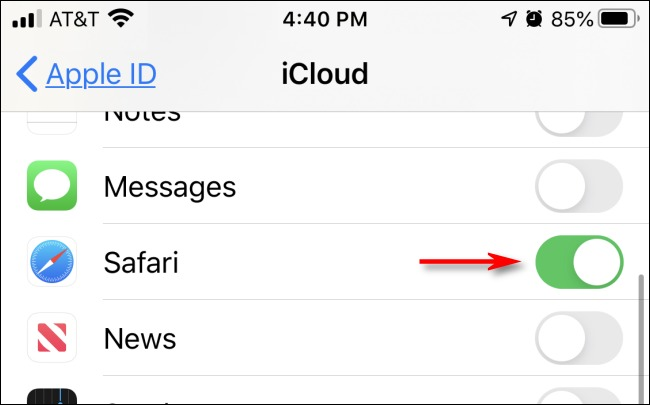 AT&T 4:40 PM 85%
Apple ID iCloud
Notes
Messages
Safari
News